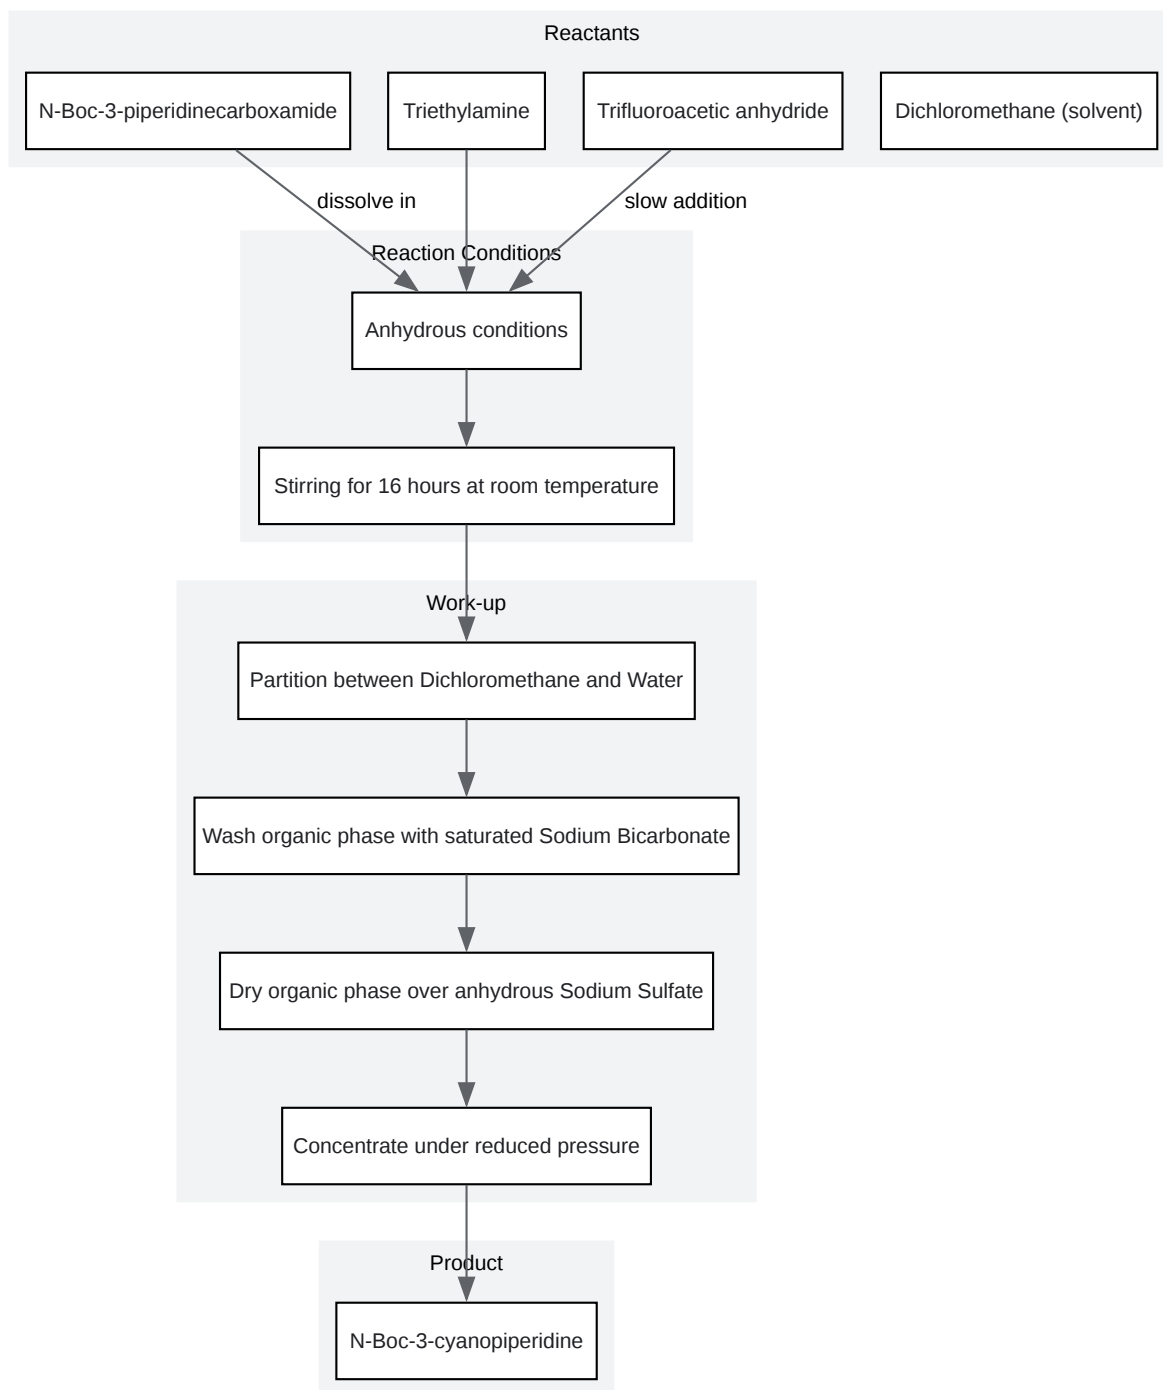 Reactants
N-Boc-3-piperidinecarboxamide
Triethylamine
Trifluoroacetic anhydride
Dichloromethane (solvent)
dissolve in
slow addition
Reaction Conditions
Anhydrous conditions
Stirring for 16 hours at room temperature
Work-up
Partition between Dichloromethane and Water
Wash organic phase with saturated Sodium Bicarbonate
Dry organic phase over anhydrous Sodium Sulfate
Concentrate under reduced pressure
Product
N-Boc-3-cyanopiperidine